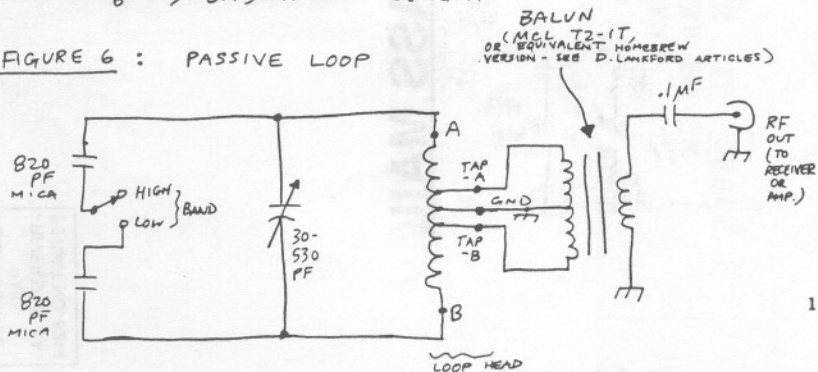 BALUN
(MCL T2-1T,
OR EQUIVALENT HOMEBREW
VERSION - SEE D. LANKFORD ARTICLES)
FIGURE 6 : PASSIVE LOOP
.1μF
RF
OUT
(TO
RECEIVER
OR
AMP.)
A
820
PF
MICA
HIGH
LOW
BAND
TAP
-A
GND
TAP
-B
30-
530
PF
820
PF
MICA
B
1
LOOP HEAD